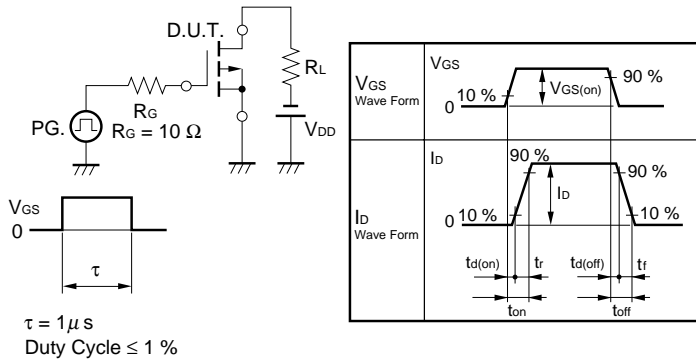 D.U.T.
RL
RG
PG.
RG = 10 Ω
VDD
VGS
0
τ
τ = 1μ s
Duty Cycle ≤ 1 %
VGS
Wave Form
VGS
10 %
0
VGS(on)
90 %
ID
Wave Form
ID
90 %
90 %
0 10 %
ID
10 %
td(on)
tr
td(off)
tf
ton
toff